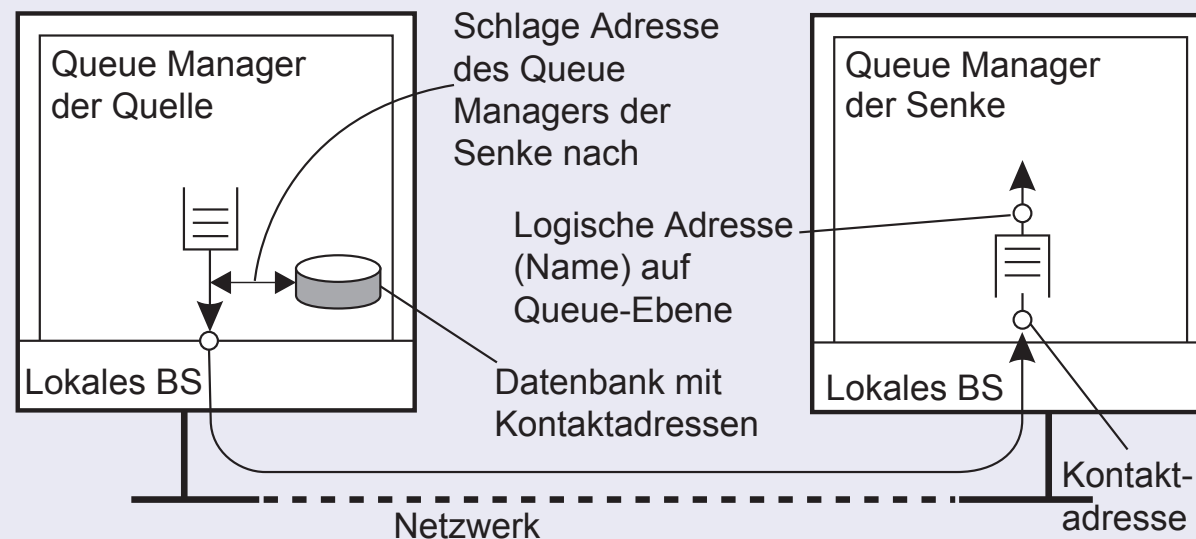 Queue Manager
der Quelle
Schlage Adresse
des Queue
Managers der
Senke nach
Queue Manager
der Senke
Logische Adresse
(Name) auf
Queue-Ebene
Lokales BS
Datenbank mit
Kontaktadressen
Lokales BS
Kontakt-
adresse
Netzwerk